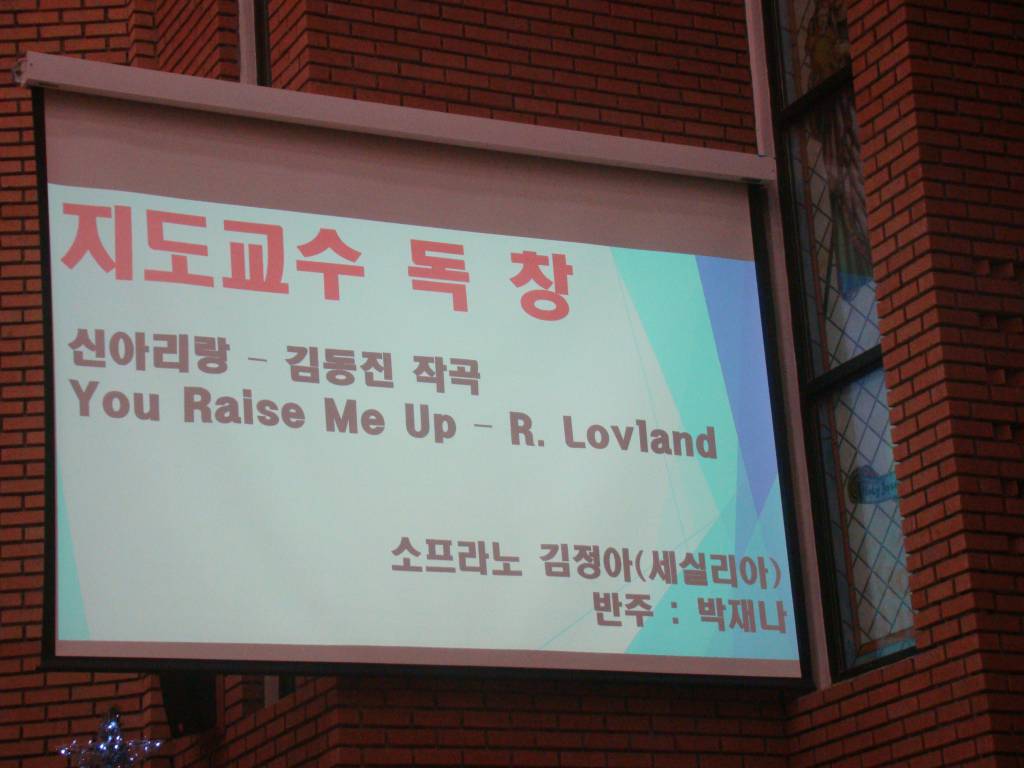 지도교수 독 창
신아리랑 - 김동진 작곡
You Raise Me Up - R. Lovland
소프라노 김정아(세실리아)
반주 : 박재나